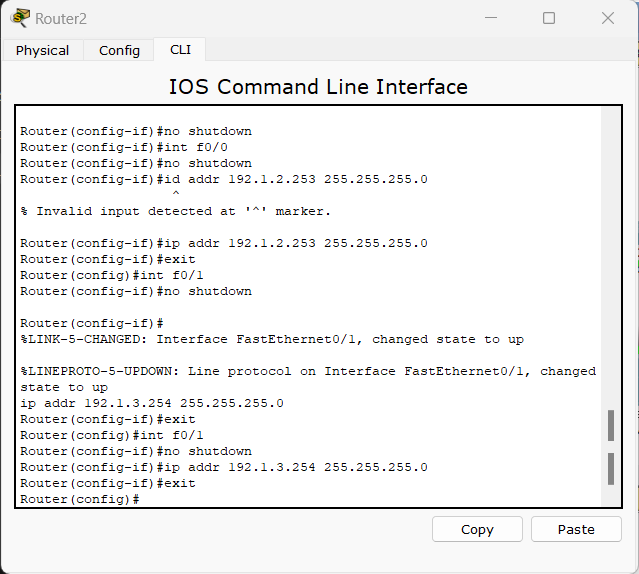 Router2
Physical Config CLI
IOS Command Line Interface
Router(config-if)#no shutdown
Router(config-if)#int f0/0
Router(config-if)#no shutdown
Router(config-if)#id addr 192.1.2.253 255.255.255.0
^
% Invalid input detected at '^' marker.
Router(config-if)#ip addr 192.1.2.253 255.255.255.0
Router(config-if)#exit
Router(config)#int f0/1
Router(config-if)#no shutdown
Router(config-if)#
%LINK-5-CHANGED: Interface FastEthernet0/1, changed state to up
%LINEPROTO-5-UPDOWN: Line protocol on Interface FastEthernet0/1, changed
state to up
ip addr 192.1.3.254 255.255.255.0
Router(config-if)#exit
Router(config)#int f0/1
Router(config-if)#no shutdown
Router(config-if)#ip addr 192.1.3.254 255.255.255.0
Router(config-if)#exit
Router(config)#
Copy Paste